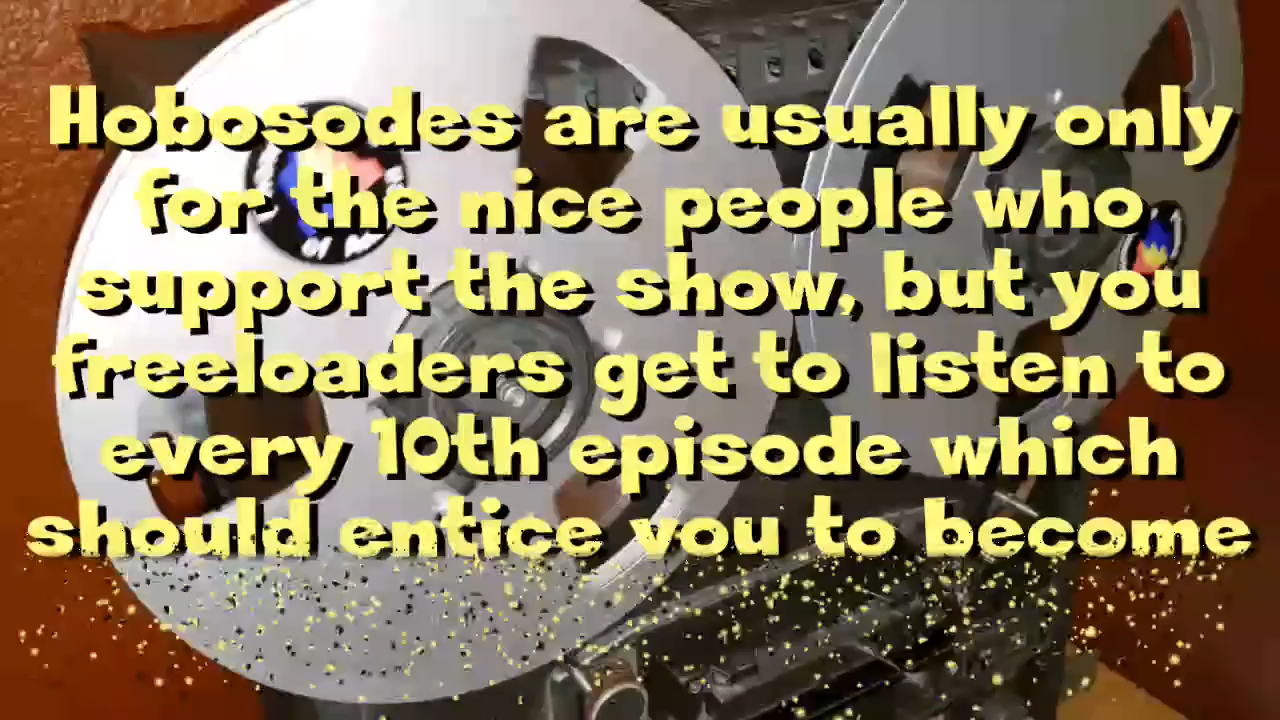 Hobosodes are usually only
for the nice people who
support the show, but you
freeloaders get to listen to
every 10th episode which
should entice you to become